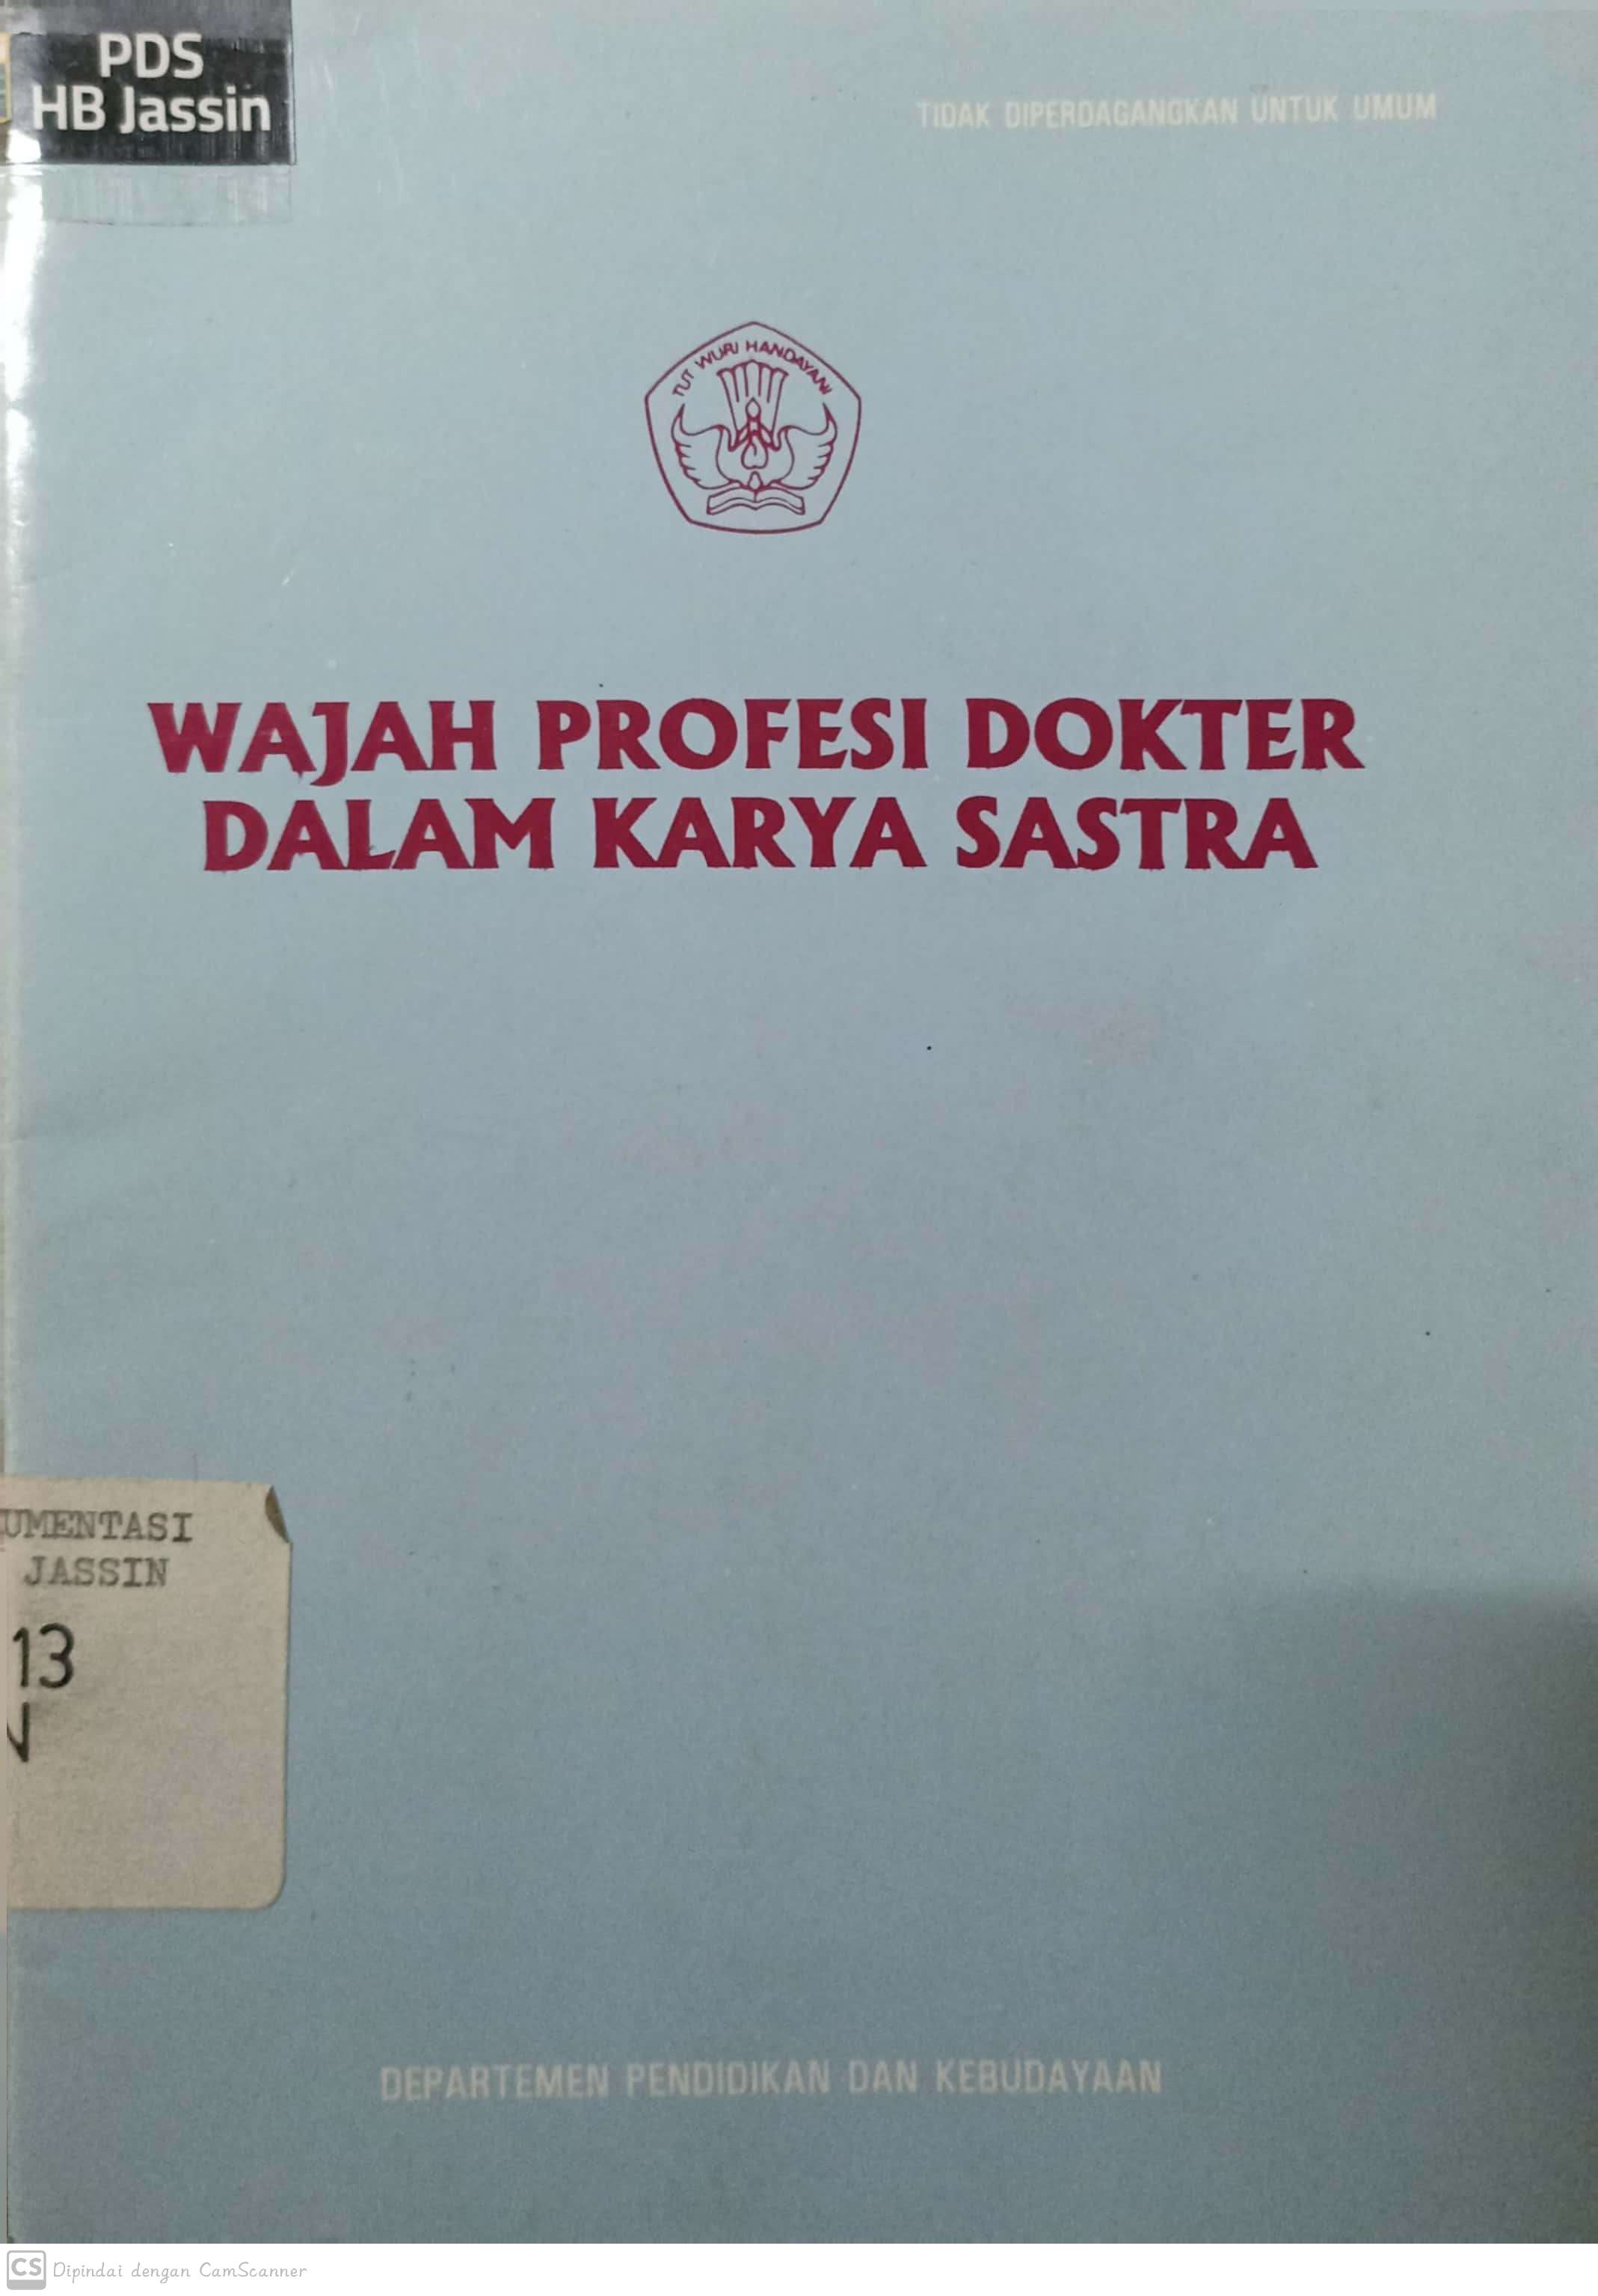 PDS
HB Jassin
TIDAK DIPERDAGANGKAN UNTUK UMUM
TUT WURI HANDAYANI
WAJAH PROFESI DOKTER
DALAM KARYA SASTRA
UMENTASI
JASSIN
13
N
DEPARTEMEN PENDIDIKAN DAN KEBUDAYAAN
CS Dipindai dengan CamScanner